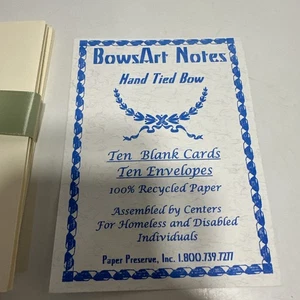 BowsArt Notes
Hand Tied Bow
Ten Blank Cards
Ten Envelopes
100% Recycled Paper
Assembled by Centers
For Homeless and Disabled
Individuals
Paper Preserve, Inc. 1.800.739.7277